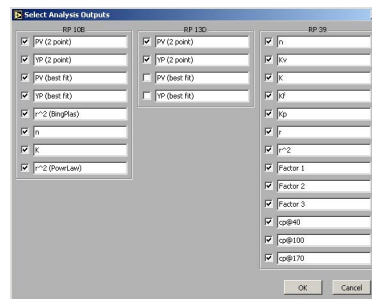 Select Analysis Outputs
RP 10B
PV (2 point)
YP (2 point)
PV (best fit)
YP (best fit)
r^2 (BingPlas)
n
K
r^2 (PowrLaw)
RP 13D
PV (2 point)
YP (2 point)
PV (best fit)
YP (best fit)
RP 39
n
Kv
K
Kf
Kp
r
r^2
Factor 1
Factor 2
Factor 3
cp@40
cp@100
cp@170
OK
Cancel